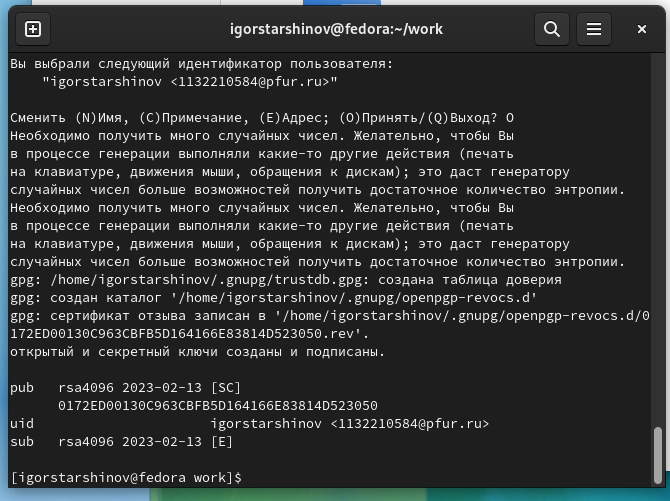 igorstarshinov@fedora:~/work
Вы выбрали следующий идентификатор пользователя:
"igorstarshinov <1132210584@pfur.ru>"
Сменить (N)Имя, (C)Примечание, (E)Адрес; (O)Принять/(Q)Выход? O
Необходимо получить много случайных чисел. Желательно, чтобы Вы
в процессе генерации выполняли какие-то другие действия (печать
на клавиатуре, движения мыши, обращения к дискам); это даст генератору
случайных чисел больше возможностей получить достаточное количество энтропии.
Необходимо получить много случайных чисел. Желательно, чтобы Вы
в процессе генерации выполняли какие-то другие действия (печать
на клавиатуре, движения мыши, обращения к дискам); это даст генератору
случайных чисел больше возможностей получить достаточное количество энтропии.
gpg: /home/igorstarshinov/.gnupg/trustdb.gpg: создана таблица доверия
gpg: создан каталог '/home/igorstarshinov/.gnupg/openpgp-revocs.d'
gpg: сертификат отзыва записан в '/home/igorstarshinov/.gnupg/openpgp-revocs.d/0
172ED00130C963CBFB5D164166E83814D523050.rev'.
открытый и секретный ключи созданы и подписаны.
pub   rsa4096 2023-02-13 [SC]
0172ED00130C963CBFB5D164166E83814D523050
uid                      igorstarshinov <1132210584@pfur.ru>
sub   rsa4096 2023-02-13 [E]
[igorstarshinov@fedora work]$